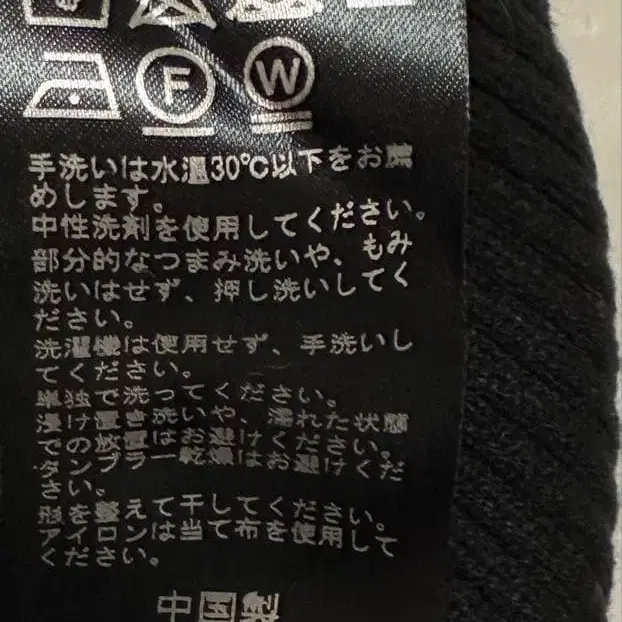 F W
手洗いは水温30℃以下をお薦
めします。
中性洗剤を使用してください。
部分的なつまみ洗いや、もみ
洗いはせず、押し洗いしてく
ださい。
洗濯機は使用せず、手洗いし
てください。
単独で洗ってください。
浸け置き洗いや、濡れた状態
での放置はお避けください。
タンブラー乾燥はお避けくだ
さい。
形を整えて干してください。
アイロンは当て布を使用して
ください。
中国製